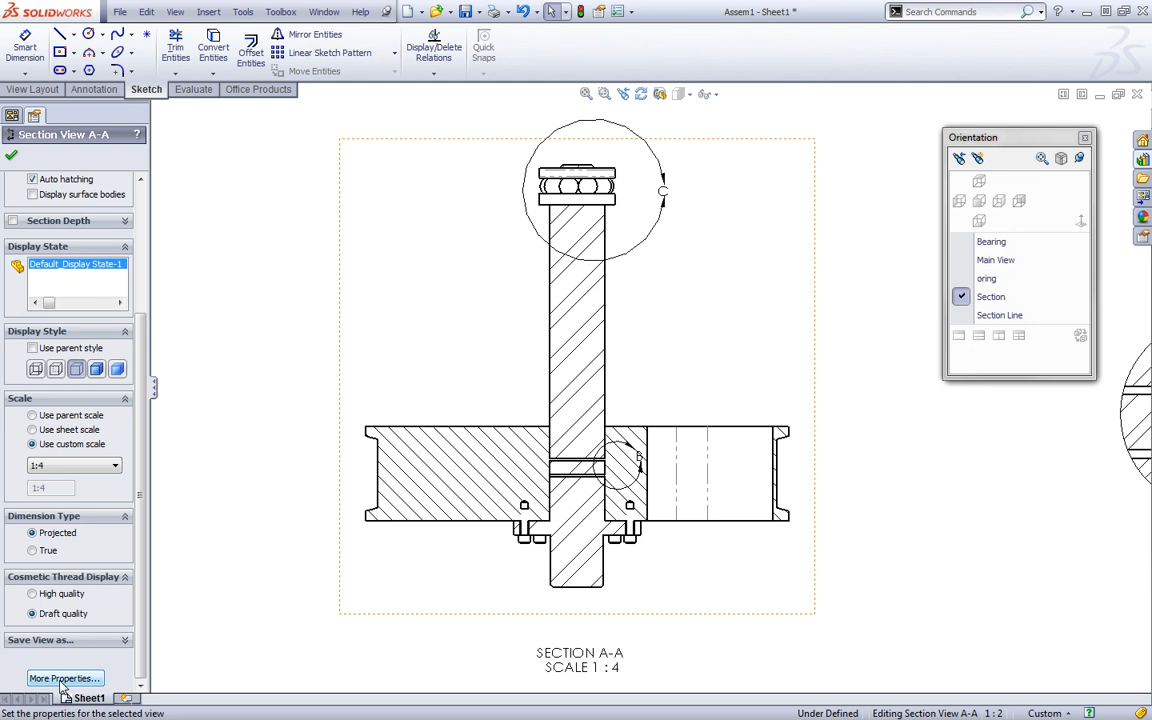 SOLIDWORKS File Edit View Insert Tools Toolbox Window Help Assem1 - Sheet1 * Search Commands
Smart Dimension
Trim Entities
Convert Entities
Offset Entities
Mirror Entities
Linear Sketch Pattern
Move Entities
Display/Delete Relations
Quick Snaps
View Layout Annotation Sketch Evaluate Office Products
Section View A-A ?
Auto hatching
Display surface bodies
Section Depth
Display State
Default_Display State-1
Display Style
Use parent style
Scale
Use parent scale
Use sheet scale
Use custom scale
1:4
1:4
Dimension Type
Projected
True
Cosmetic Thread Display
High quality
Draft quality
Save View as...
More Properties...
C
B
SECTION A-A
SCALE 1 : 4
Orientation
Bearing
Main View
oring
Section
Section Line
Sheet1
Set the properties for the selected view Under Defined Editing Section View A-A 1 : 2 Custom